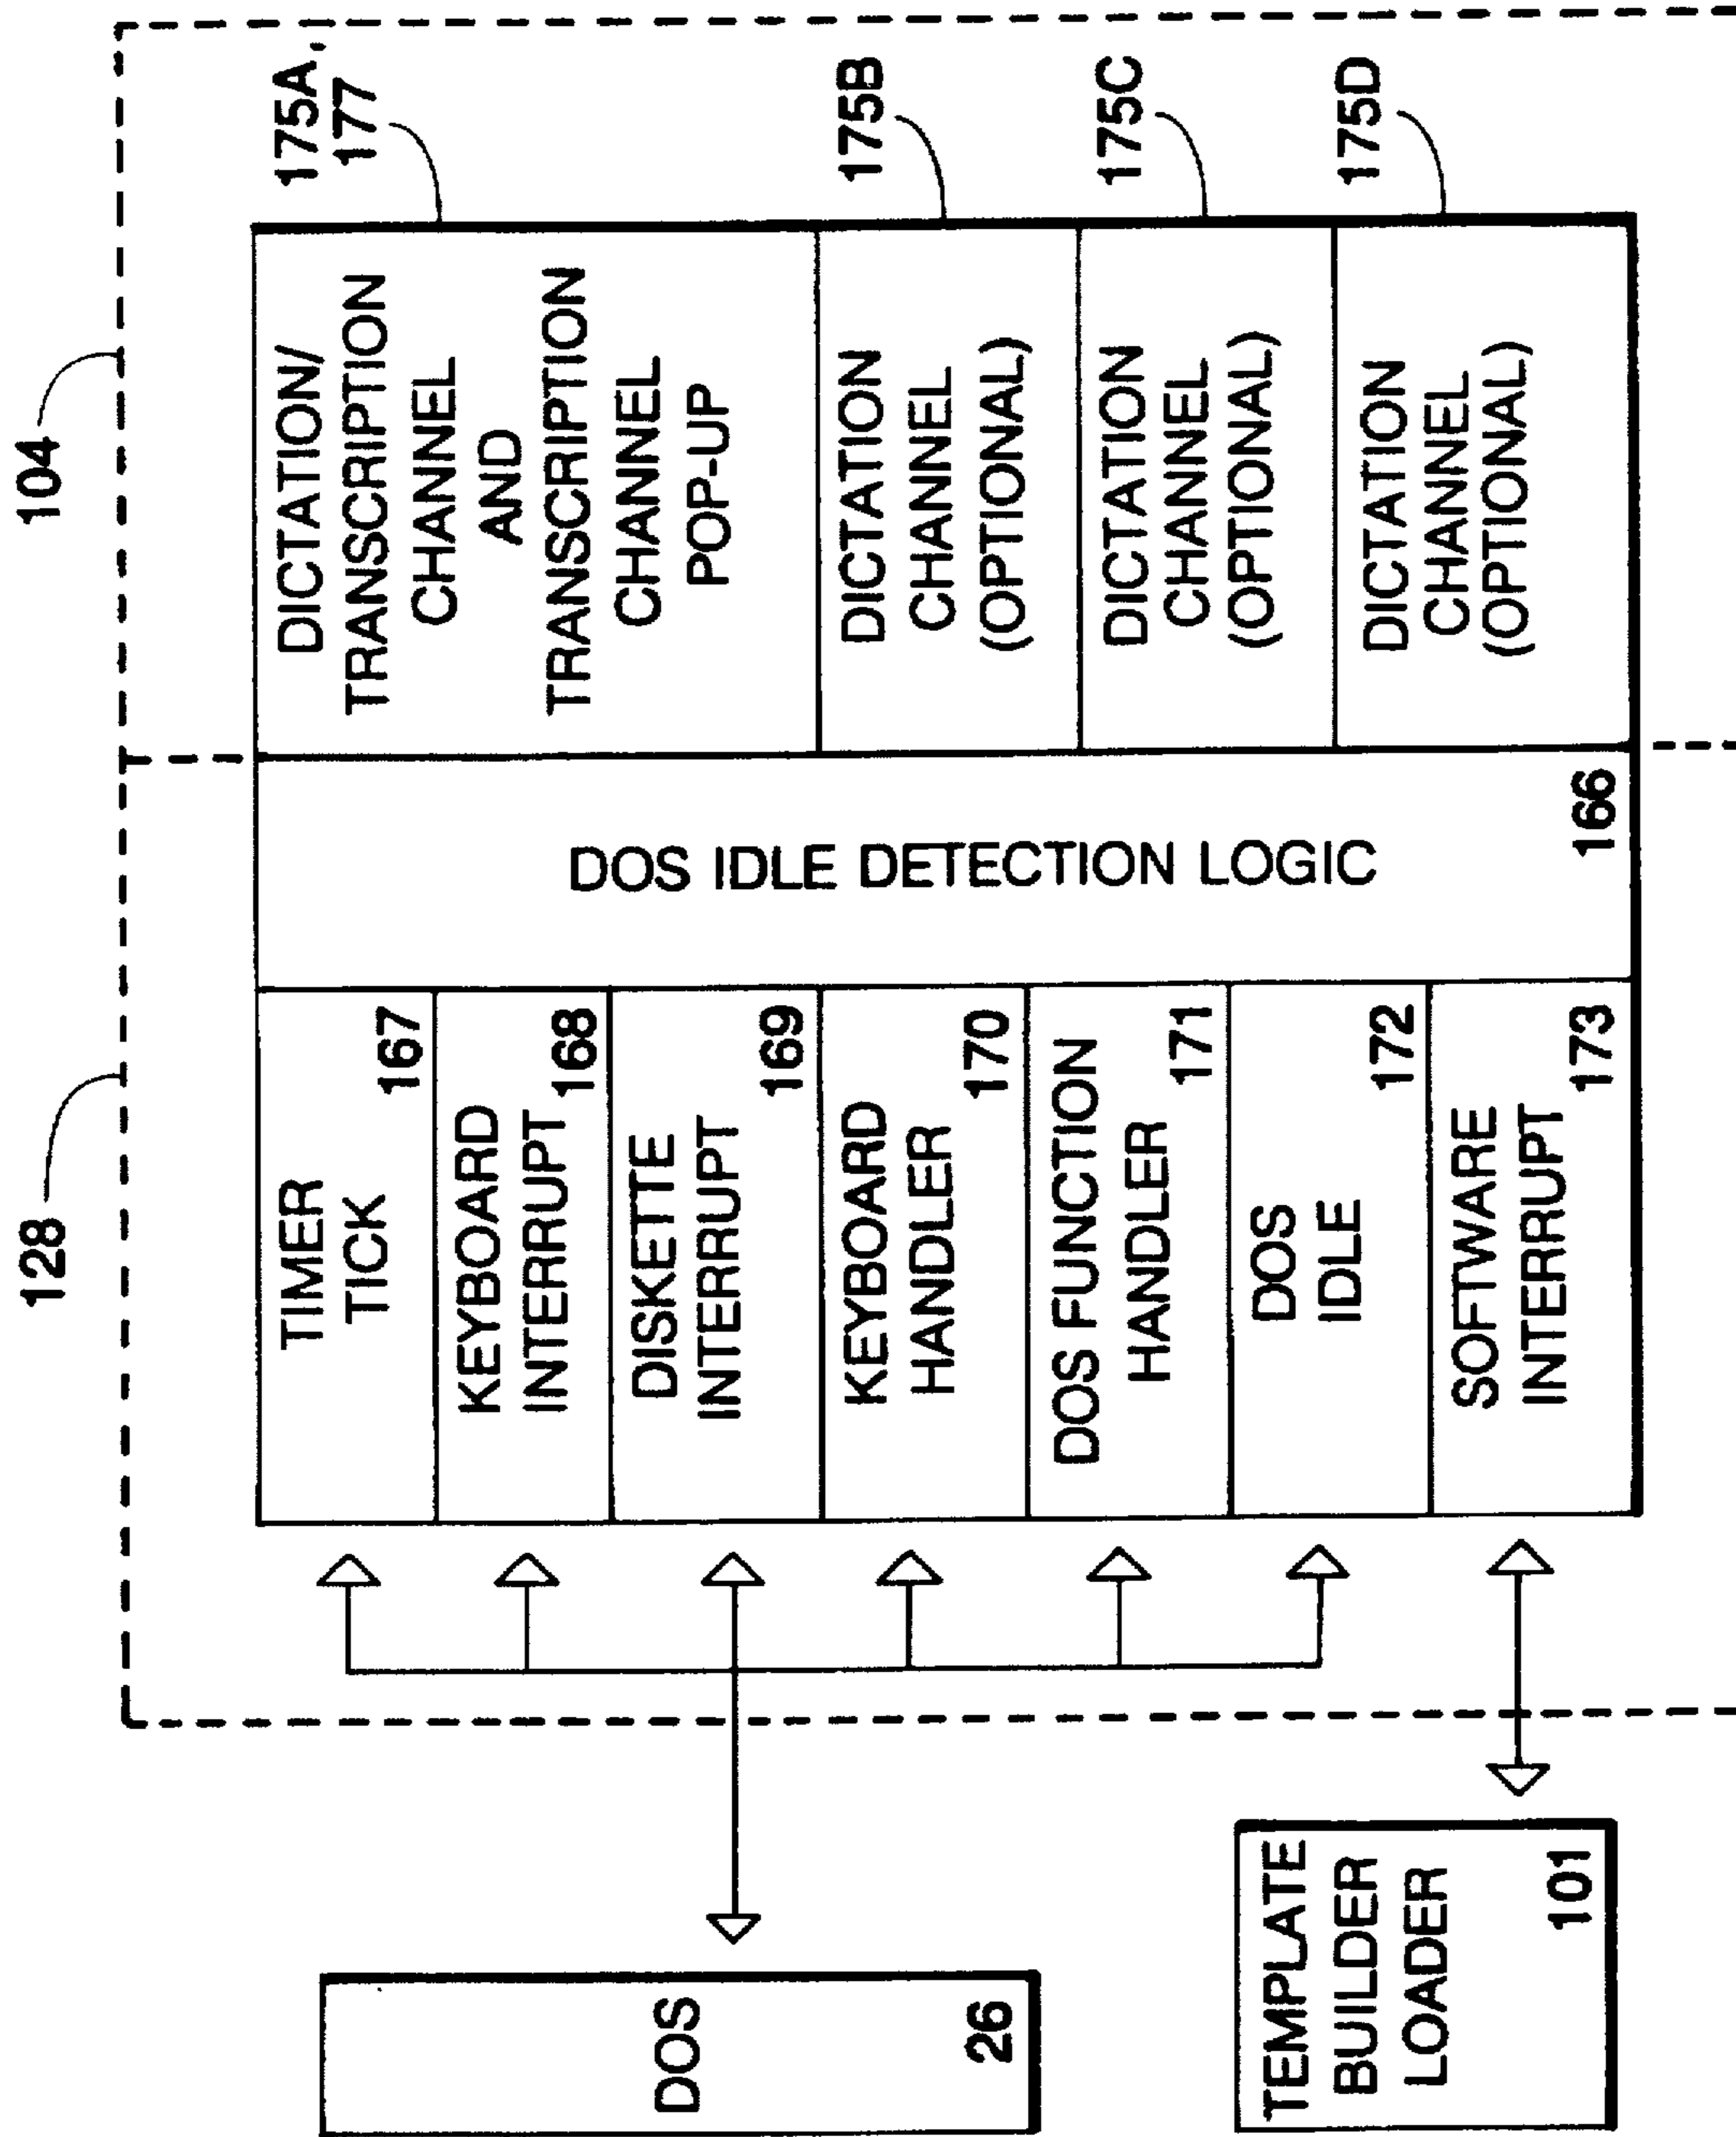 128
104
DOS
26
TEMPLATE
BUILDER
LOADER
101
TIMER
TICK
167
KEYBOARD
INTERRUPT
168
DISKETTE
INTERRUPT
169
KEYBOARD
HANDLER
170
DOS FUNCTION
HANDLER
171
DOS
IDLE
172
SOFTWARE
INTERRUPT
173
DOS IDLE DETECTION LOGIC
166
DICTATION/
TRANSCRIPTION
CHANNEL
AND
TRANSCRIPTION
CHANNEL
POP-UP
175A,
177
DICTATION
CHANNEL
(OPTIONAL)
175B
DICTATION
CHANNEL
(OPTIONAL)
175C
DICTATION
CHANNEL
(OPTIONAL)
175D